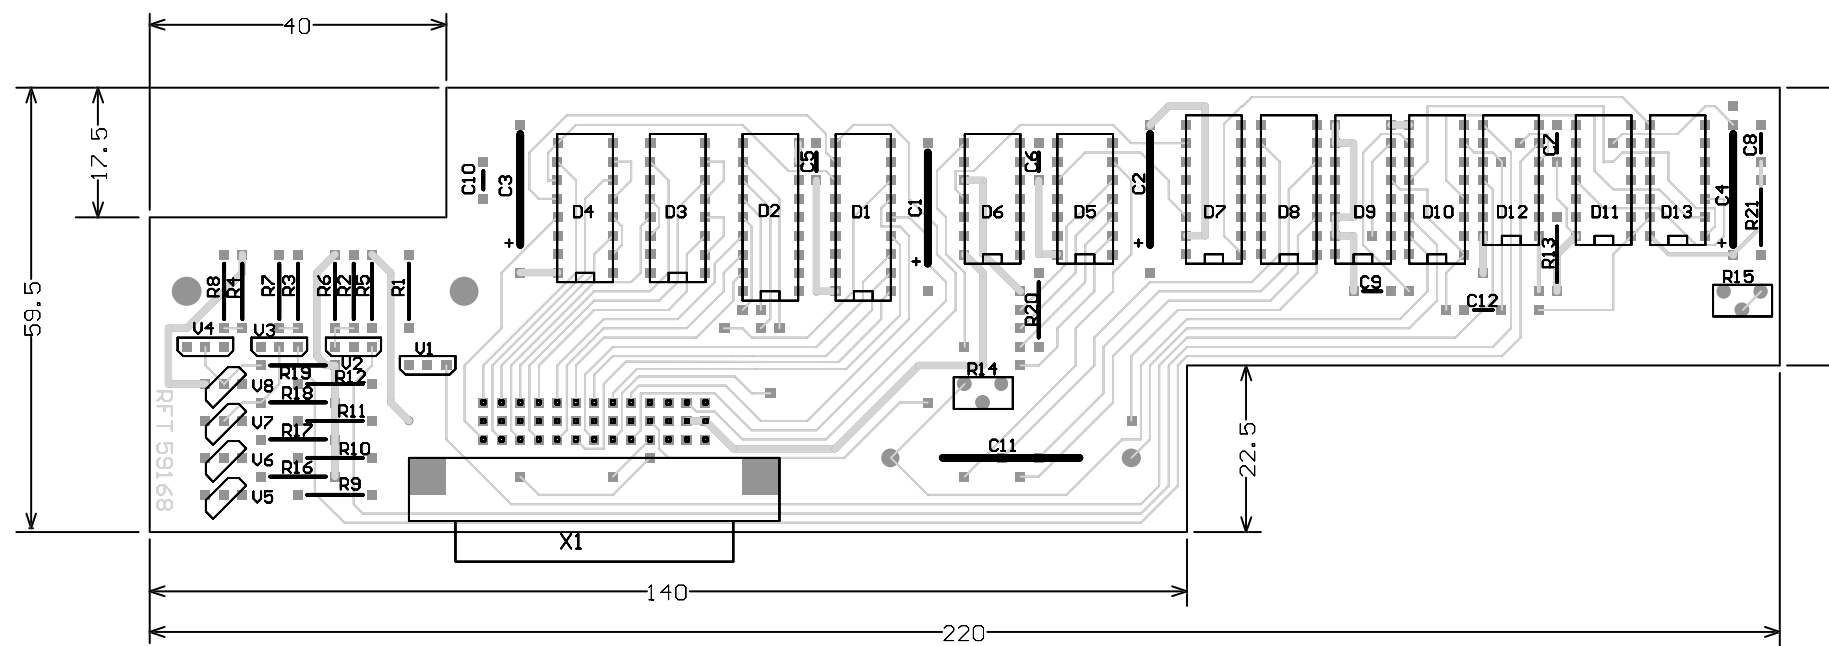 40
17.5
59.5
C10
C3
+
D4
D3
D2
C5
D1
C1
+
D6
C6
D5
C2
+
D7
D8
D9
D10
D12
C7
D11
D13
C4
+
C8
R21
R13
R15
C9
C12
R20
R14
R8
R4
R7
R3
R6
R2
R5
R1
V4
V3
V2
V1
R19
R12
V8
R18
R11
V7
R17
R10
V6
R16
R9
V5
RFT 59168
C11
X1
22.5
140
220